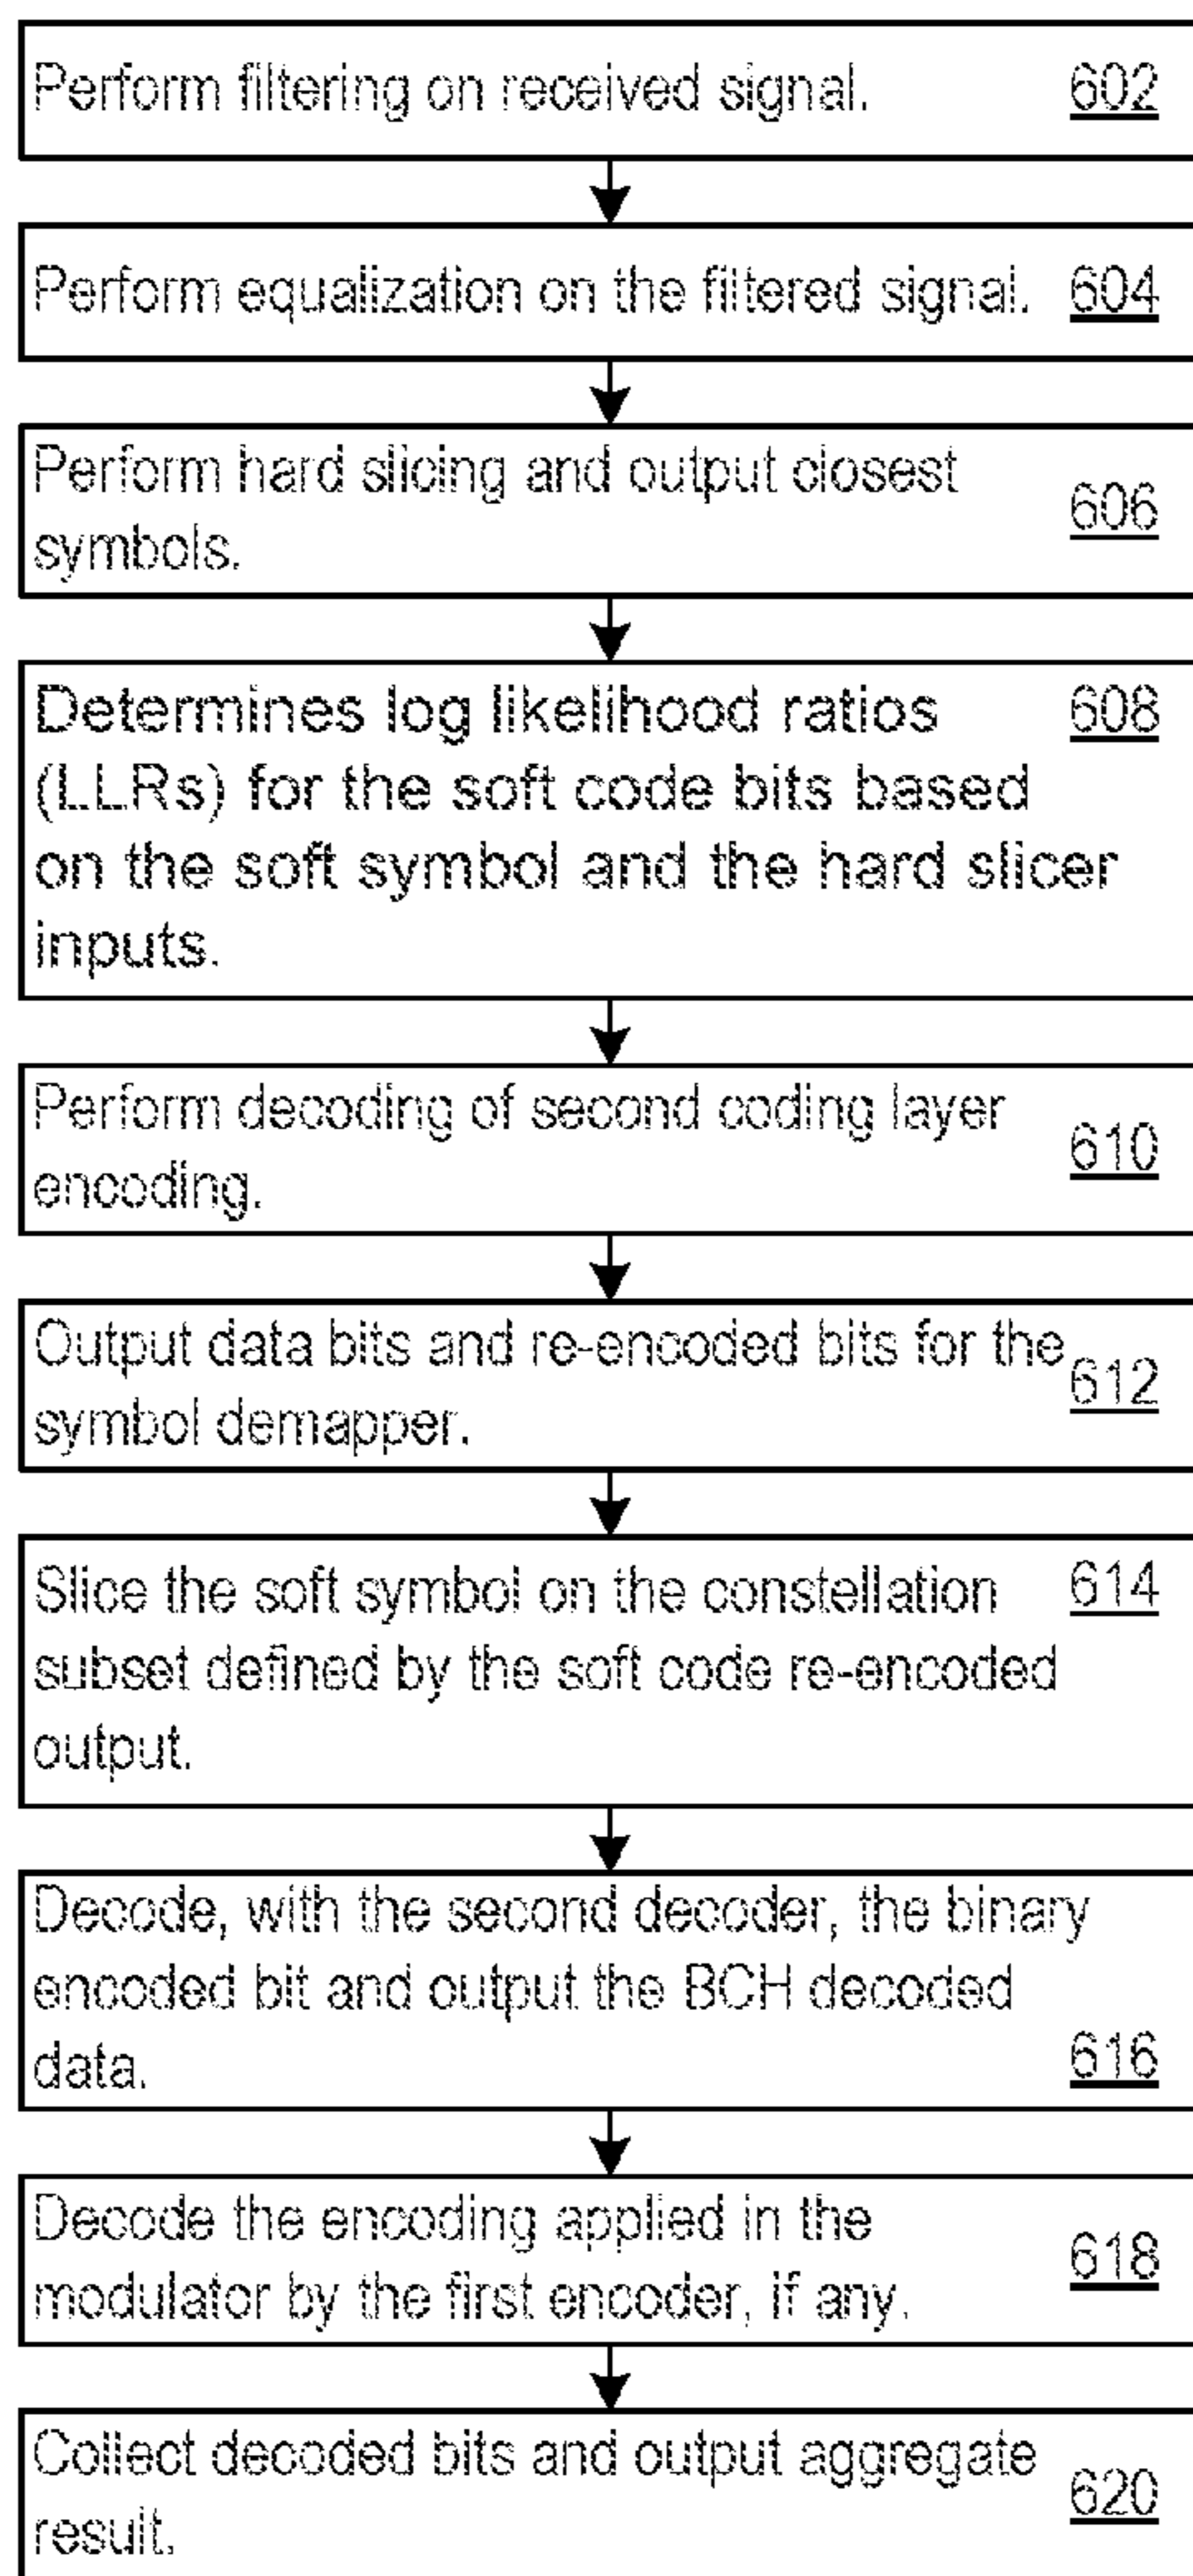 Perform filtering on received signal. 602
Perform equalization on the filtered signal. 604
Perform hard slicing and output closest
symbols.
606
Determines log likelihood ratios 608
(LLRs) for the soft code bits based
on the soft symbol and the hard slicer
inputs.
Perform decoding of second coding layer
encoding.
610
Output data bits and re-encoded bits for the
symbol demapper.
612
Slice the soft symbol on the constellation 614
subset defined by the soft code re-encoded
output.
Decode, with the second decoder, the binary
encoded bit and output the BCH decoded
data. 616
Decode the encoding applied in the
modulator by the first encoder, if any.
618
Collect decoded bits and output aggregate
result.
620